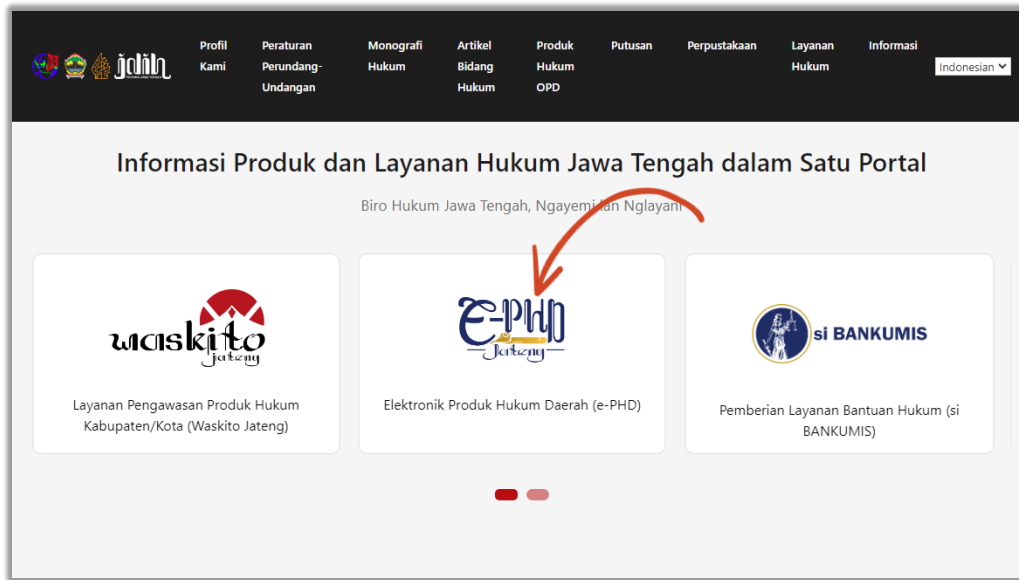 jdih
Profil Kami
Peraturan Perundang-Undangan
Monografi Hukum
Artikel Bidang Hukum
Produk Hukum OPD
Putusan
Perpustakaan
Layanan Hukum
Informasi
Indonesian
Informasi Produk dan Layanan Hukum Jawa Tengah dalam Satu Portal
Biro Hukum Jawa Tengah, Ngayemi dan Nglayani
waskito
jateng
Layanan Pengawasan Produk Hukum
Kabupaten/Kota (Waskito Jateng)
E-PHD
Jateng
Elektronik Produk Hukum Daerah (e-PHD)
si BANKUMIS
Pemberian Layanan Bantuan Hukum (si
BANKUMIS)